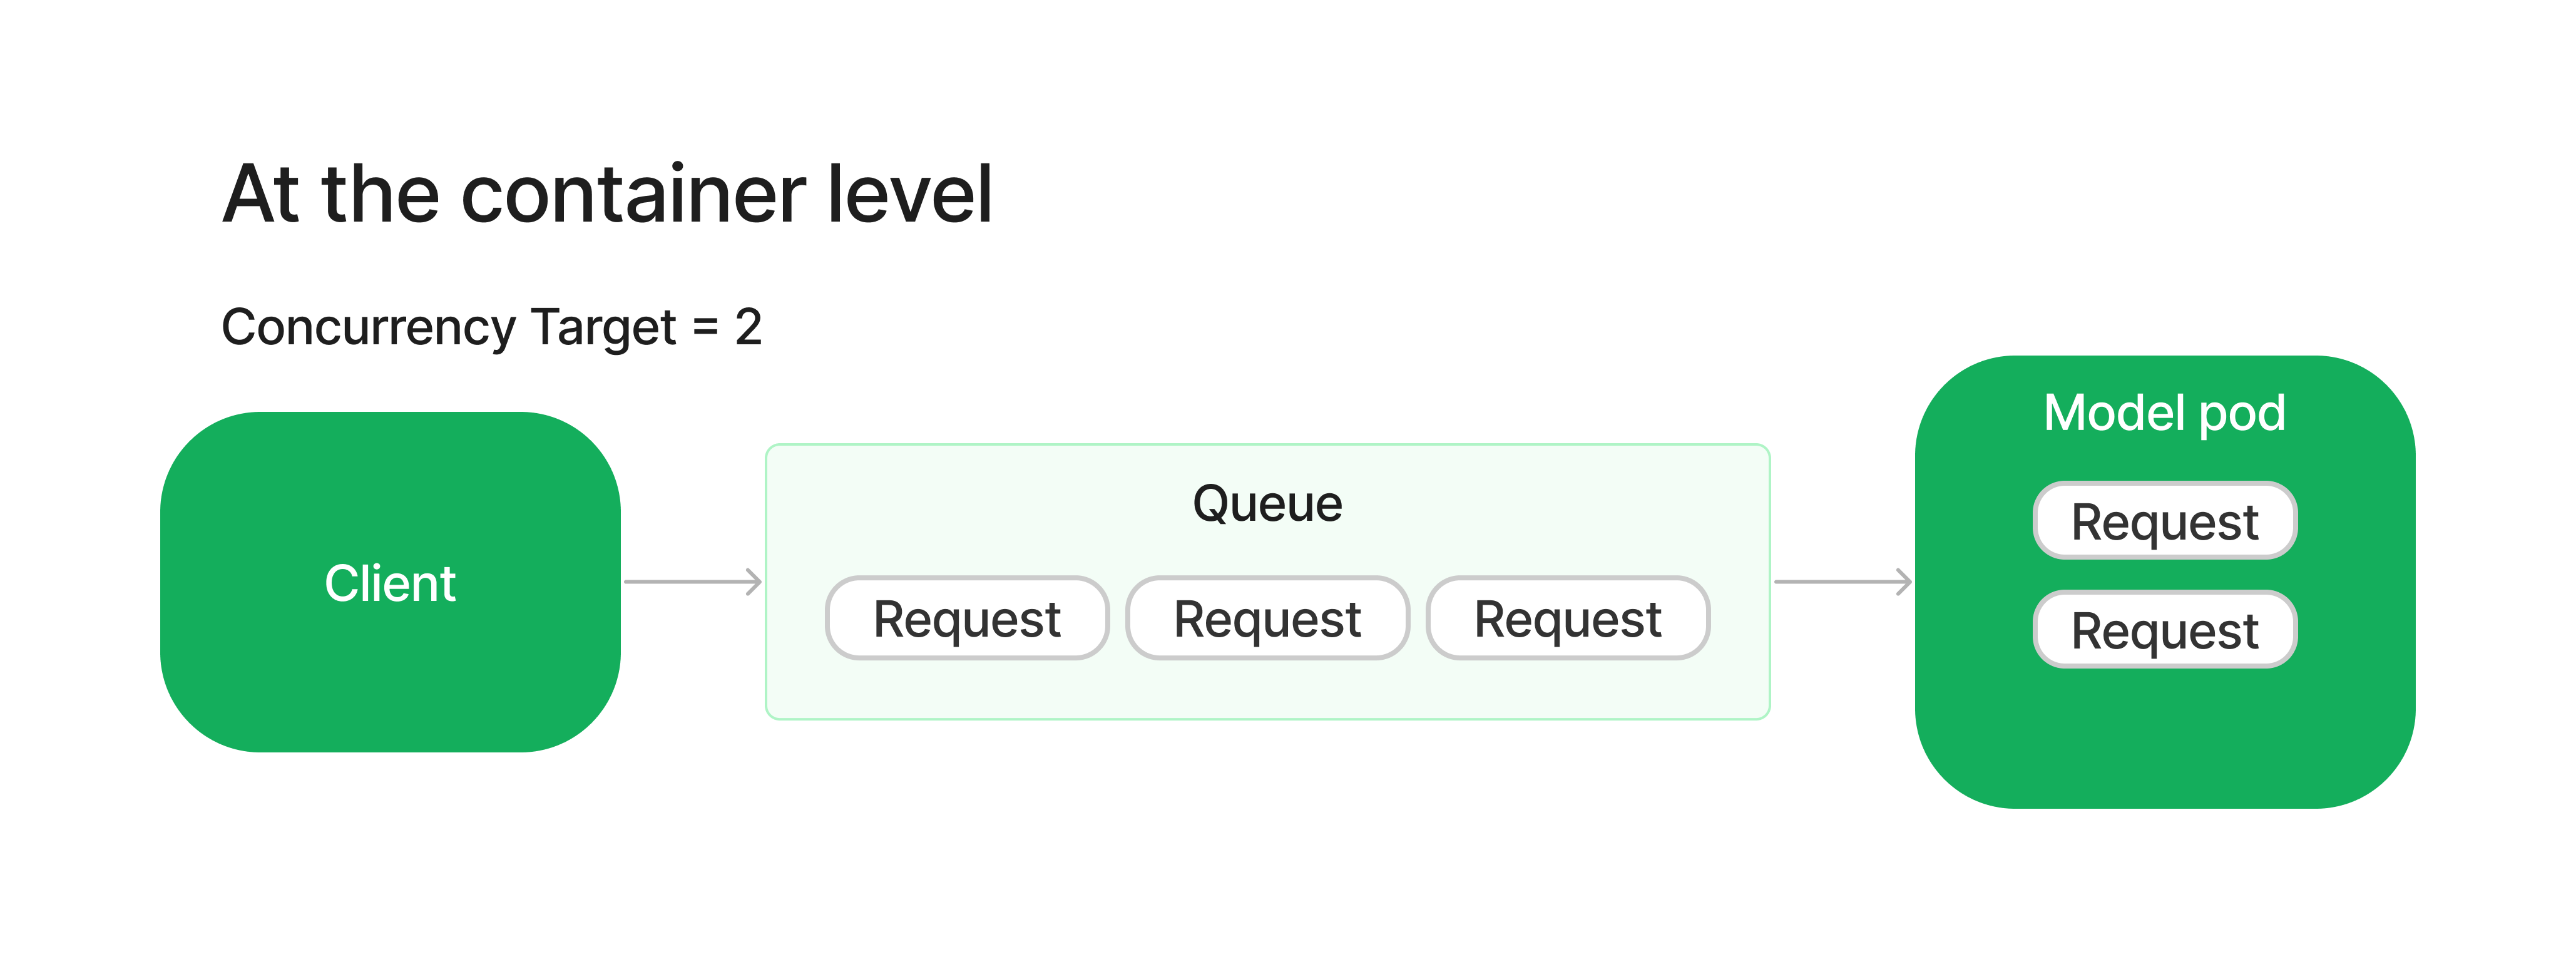 At the container level
Concurrency Target = 2
Client
Queue
Request Request Request
Model pod
Request
Request